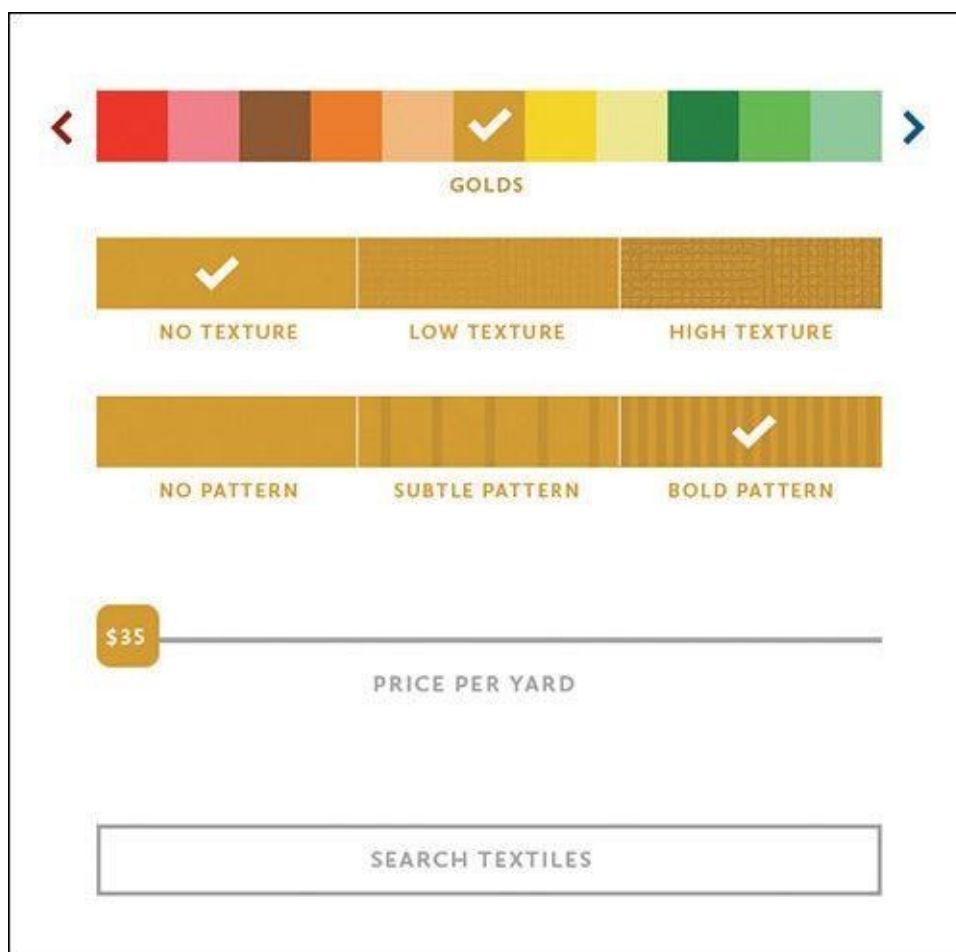 GOLDS
NO TEXTURE LOW TEXTURE HIGH TEXTURE
NO PATTERN SUBTLE PATTERN BOLD PATTERN
$35
PRICE PER YARD
SEARCH TEXTILES